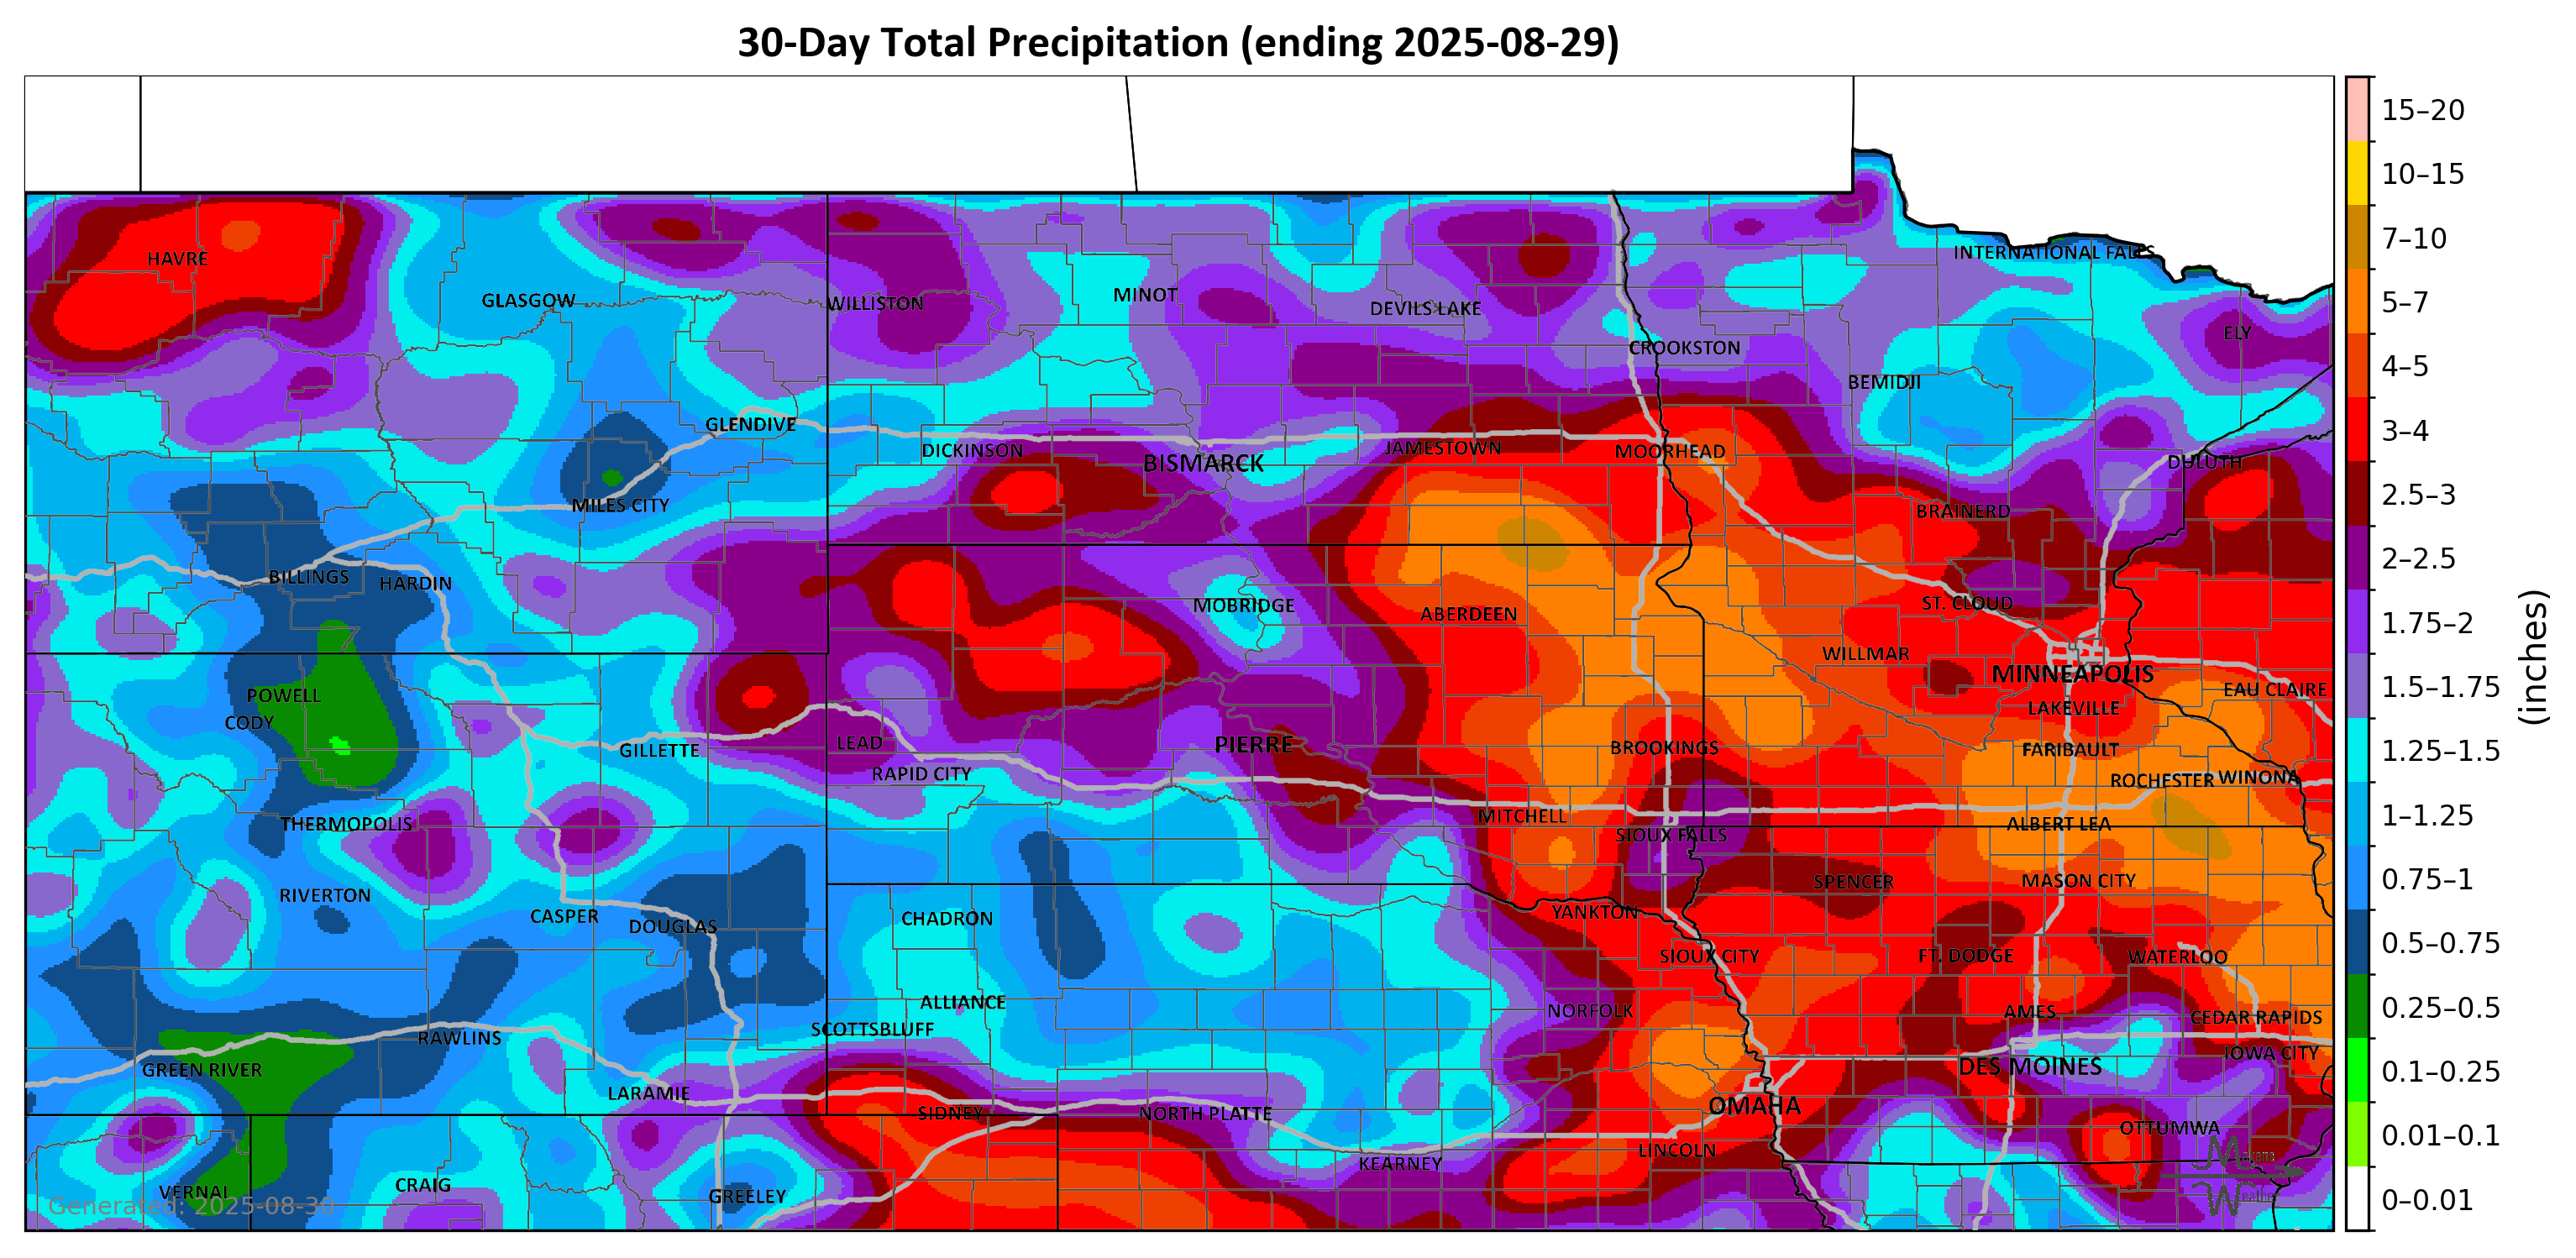 30-Day Total Precipitation (ending 2025-08-29)
15–20
10–15
7–10
5–7
4–5
3–4
2.5–3
2–2.5
1.75–2
1.5–1.75
1.25–1.5
1–1.25
0.75–1
0.5–0.75
0.25–0.5
0.1–0.25
0.01–0.1
0–0.01
(inches)
INTERNATIONAL FALLS
HAVRE
GLASGOW
WILLISTON
MINOT
DEVILS LAKE
ELY
CROOKSTON
BEMIDJI
GLENDIVE
DICKINSON
BISMARCK
JAMESTOWN
MOORHEAD
DULUTH
MILES CITY
BRAINERD
BILLINGS
HARDIN
MOBRIDGE
ABERDEEN
ST. CLOUD
WILLMAR
MINNEAPOLIS
EAU CLAIRE
POWELL
CODY
LAKEVILLE
GILLETTE
LEAD
PIERRE
BROOKINGS
FARIBAULT
RAPID CITY
ROCHESTER
WINONA
THERMOPOLIS
MITCHELL
SIOUX FALLS
ALBERT LEA
RIVERTON
SPENCER
MASON CITY
CASPER
DOUGLAS
CHADRON
YANKTON
SIOUX CITY
FT. DODGE
WATERLOO
ALLIANCE
NORFOLK
AMES
CEDAR RAPIDS
SCOTTSBLUFF
RAWLINS
GREEN RIVER
DES MOINES
IOWA CITY
LARAMIE
SIDNEY
NORTH PLATTE
OMAHA
OTTUMWA
KEARNEY
LINCOLN
VERNAL
CRAIG
GREELEY
Generated: 2025-08-30